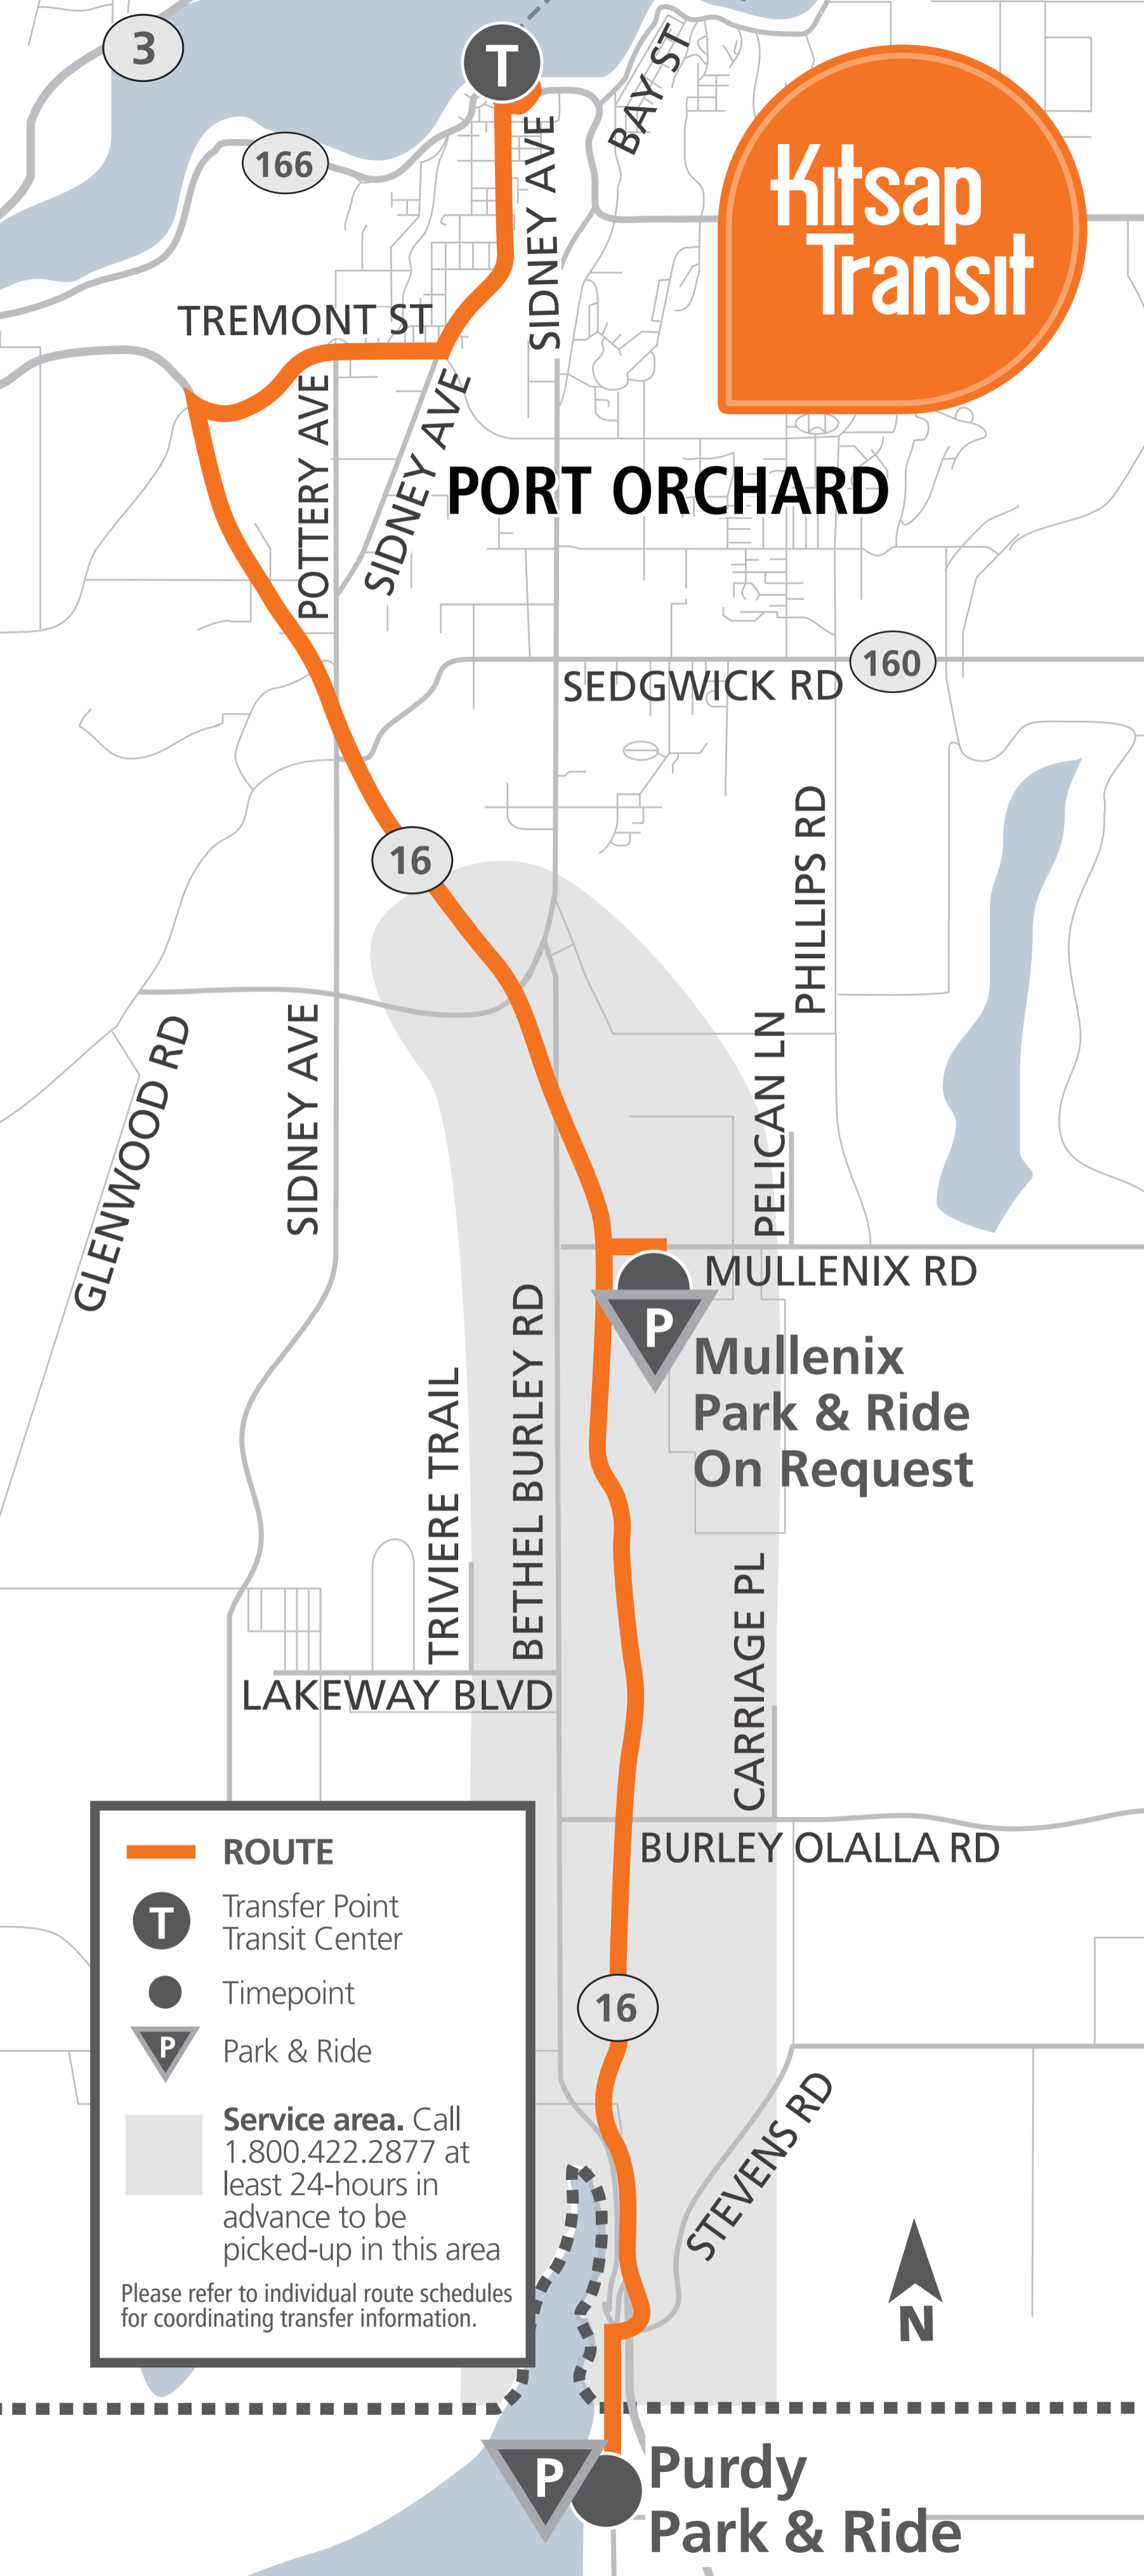 3
T
BAY ST
166
SIDNEY AVE
Kitsap
Transit
TREMONT ST
POTTERY AVE
SIDNEY AVE
PORT ORCHARD
160
SEDGWICK RD
PHILLIPS RD
16
GLENWOOD RD
SIDNEY AVE
PELICAN LN
MULLENIX RD
P
Mullenix
Park & Ride
On Request
BETHEL BURLEY RD
TRIVIERE TRAIL
CARRIAGE PL
LAKEWAY BLVD
BURLEY OLALLA RD
16
STEVENS RD
ROUTE
T
Transfer Point
Transit Center
Timepoint
P
Park & Ride
Service area. Call
1.800.422.2877 at
least 24-hours in
advance to be
picked-up in this area
Please refer to individual route schedules
for coordinating transfer information.
N
P
Purdy
Park & Ride